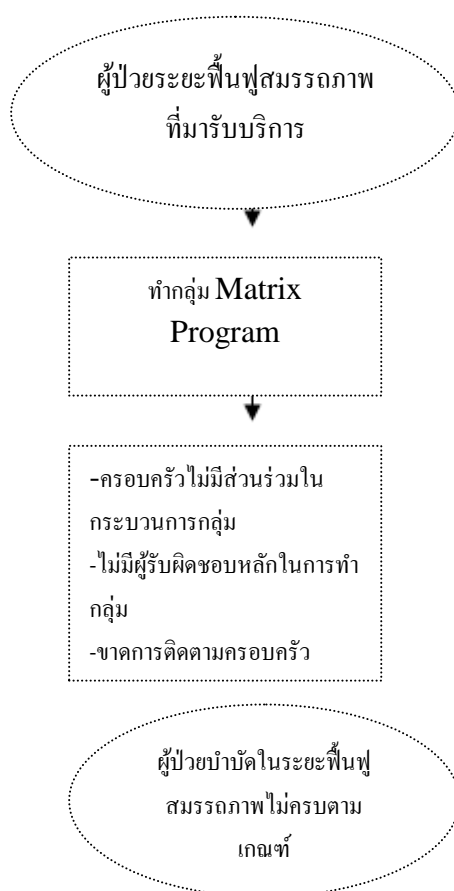 ผู้ป่วยระยะฟื้นฟูสมรรถภาพ
ที่มารับบริการ
ทำกลุ่ม Matrix
Program
-ครอบครัวไม่มีส่วนร่วมใน
กระบวนการกลุ่ม
-ไม่มีผู้รับผิดชอบหลักในการทำ
กลุ่ม
-ขาดการติดตามครอบครัว
ผู้ป่วยบำบัดในระยะฟื้นฟู
สมรรถภาพไม่ครบตาม
เกณฑ์